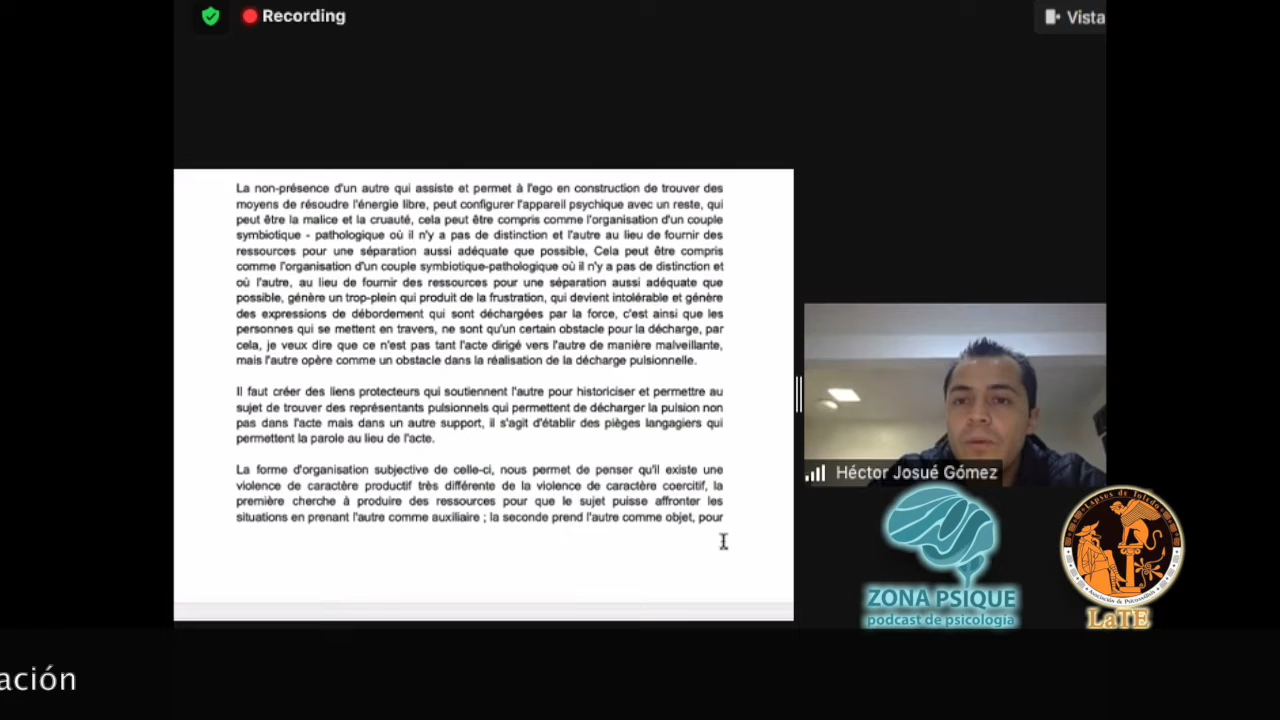 Recording
Vista
La non-présence d'un autre qui assiste et permet à l'ego en construction de trouver des
moyens de résoudre l'énergie libre, peut configurer l'appareil psychique avec un reste, qui
peut être la malice et la cruauté, cela peut être compris comme l'organisation d'un couple
symbiotique - pathologique où il n'y a pas de distinction et l'autre au lieu de fournir des
ressources pour une séparation aussi adéquate que possible, Cela peut être compris
comme l'organisation d'un couple symbiotique-pathologique où il n'y a pas de distinction et
où l'autre, au lieu de fournir des ressources pour une séparation aussi adéquate que
possible, génère un trop-plein qui produit de la frustration, qui devient intolérable et génère
des expressions de débordement qui sont déchargées par la force, c'est ainsi que les
personnes qui se mettent en travers, ne sont qu'un certain obstacle pour la décharge, par
cela, je veux dire que ce n'est pas tant l'acte dirigé vers l'autre de manière malveillante,
mais l'autre opère comme un obstacle dans la réalisation de la décharge pulsionnelle.
Il faut créer des liens protecteurs qui soutiennent l'autre pour historiciser et permettre au
sujet de trouver des représentants pulsionnels qui permettent de décharger la pulsion non
pas dans l'acte mais dans un autre support, il s'agit d'établir des pièges langagiers qui
permettent la parole au lieu de l'acte.
La forme d'organisation subjective de celle-ci, nous permet de penser qu'il existe une
violence de caractère productif très différente de la violence de caractère coercitif, la
première cherche à produire des ressources pour que le sujet puisse affronter les
situations en prenant l'autre comme auxiliaire ; la seconde prend l'autre comme objet, pour
Héctor Josué Gómez
ZONA PSIQUE
podcast de psicología
Lapsus de Toledo
Asociación de Psicoanálisis
LaTE
ación